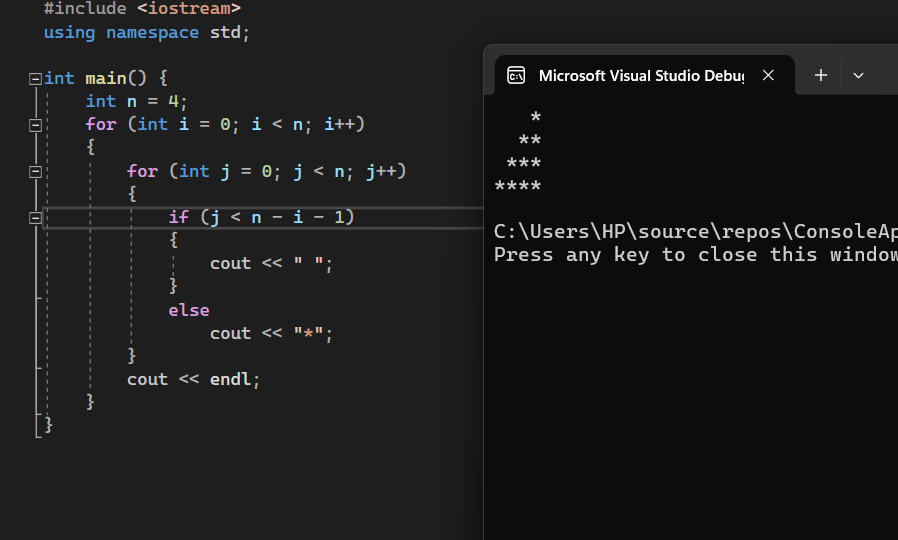 #include <iostream>
using namespace std;
int main() {
    int n = 4;
    for (int i = 0; i < n; i++)
    {
        for (int j = 0; j < n; j++)
        {
            if (j < n - i - 1)
            {
                cout << " ";
            }
            else
                cout << "*";
        }
        cout << endl;
    }
}
Microsoft Visual Studio Debu
   *
  **
 ***
****
C:\Users\HP\source\repos\ConsoleAp
Press any key to close this window